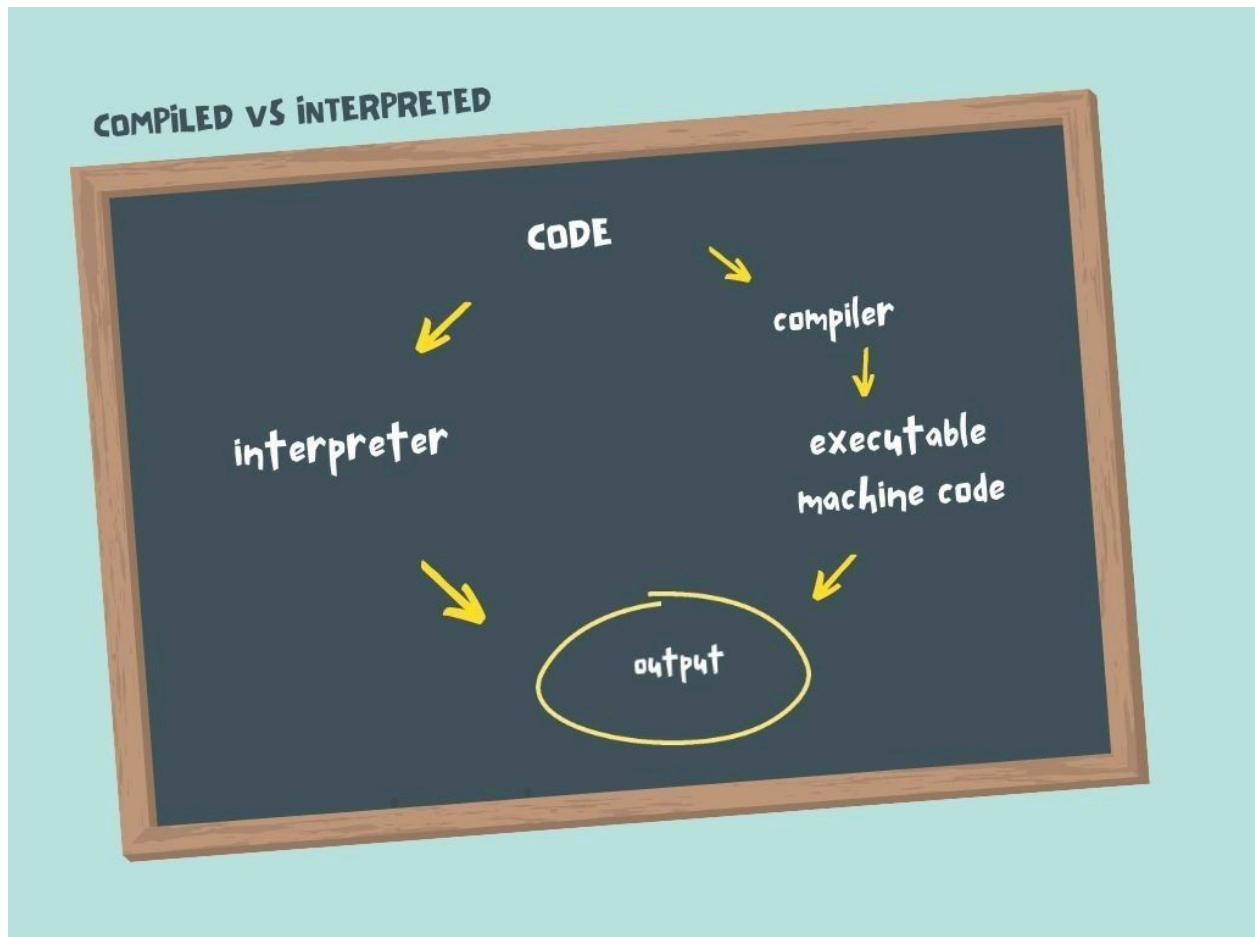 COMPILED VS INTERPRETED
CODE
compiler
interpreter
executable
machine code
output